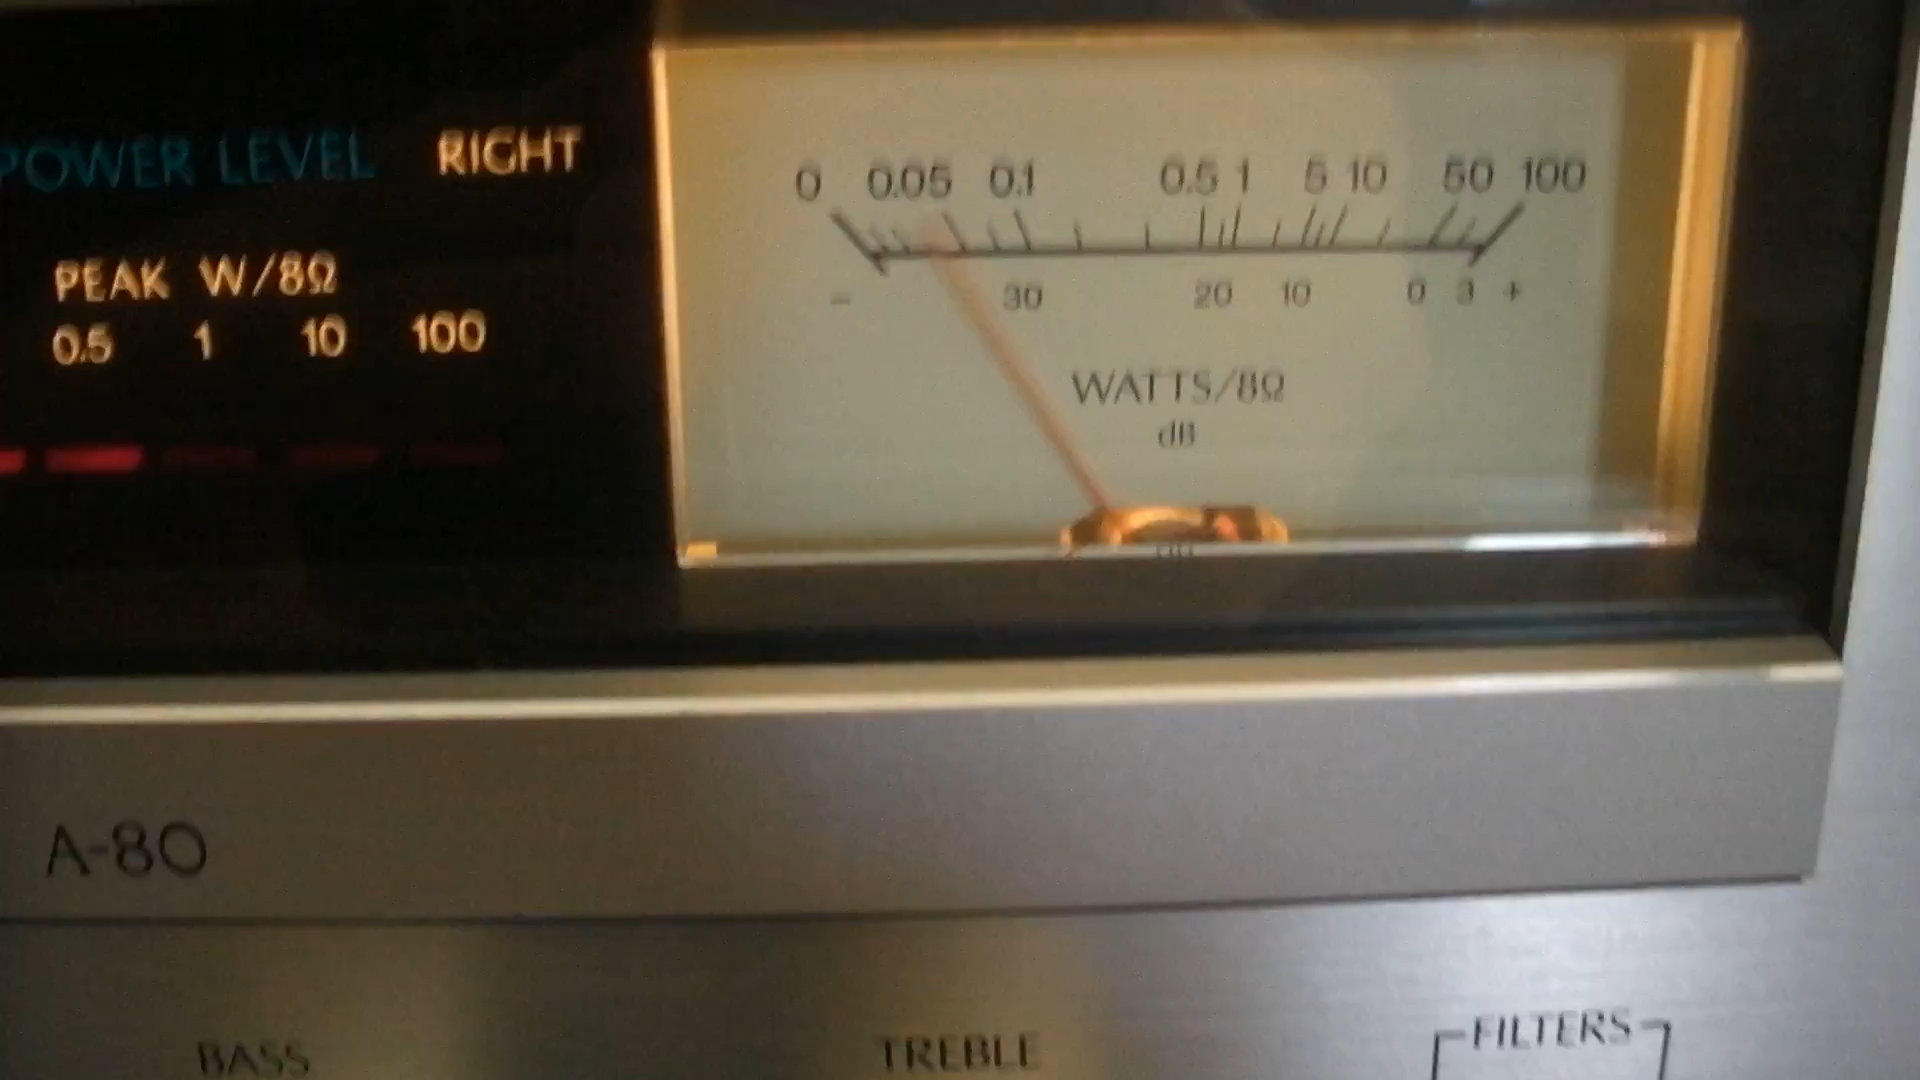 POWER LEVEL RIGHT
PEAK W/8Ω
0.5 1 10 100
0 0.05 0.1 0.5 1 5 10 50 100
− 30 20 10 0 3 +
WATTS/8Ω
dB
A-80
BASS TREBLE FILTERS